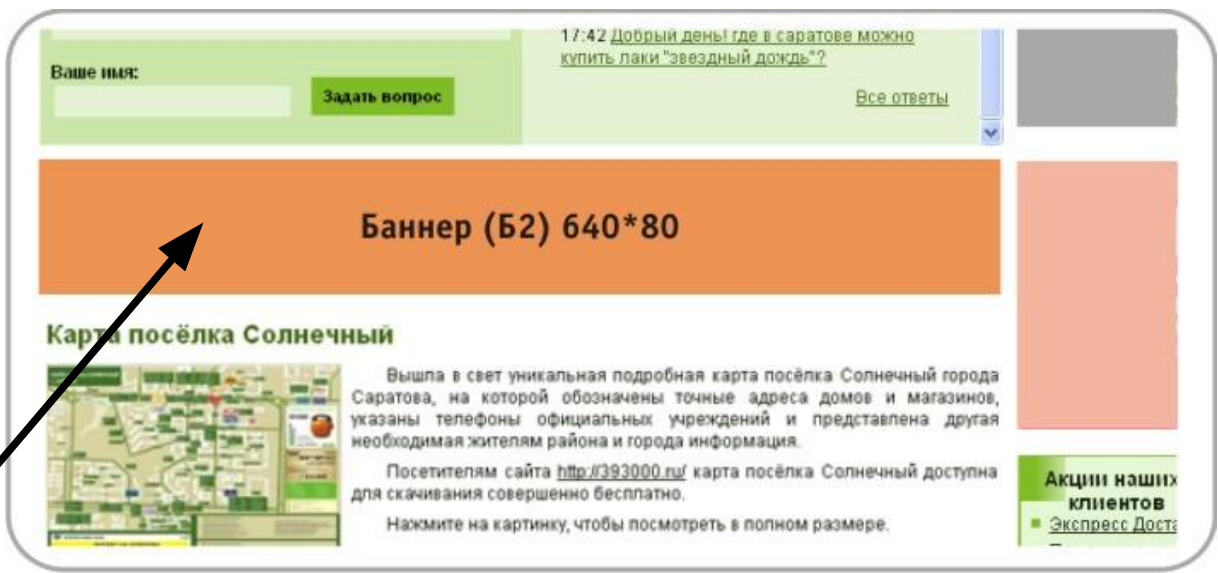 17:42 Добрый день! где в саратове можно
купить лаки "звездный дождь"?
Ваше имя:
Задать вопрос
Все ответы
Баннер (Б2) 640*80
Карта посёлка Солнечный
Вышла в свет уникальная подробная карта посёлка Солнечный города
Саратова, на которой обозначены точные адреса домов и магазинов,
указаны телефоны официальных учреждений и представлена другая
необходимая жителям района и города информация.
Посетителям сайта http://393000.ru/ карта посёлка Солнечный доступна
для скачивания совершенно бесплатно.
Нажмите на картинку, чтобы посмотреть в полном размере.
Акции наших
клиентов
Экспресс Доста